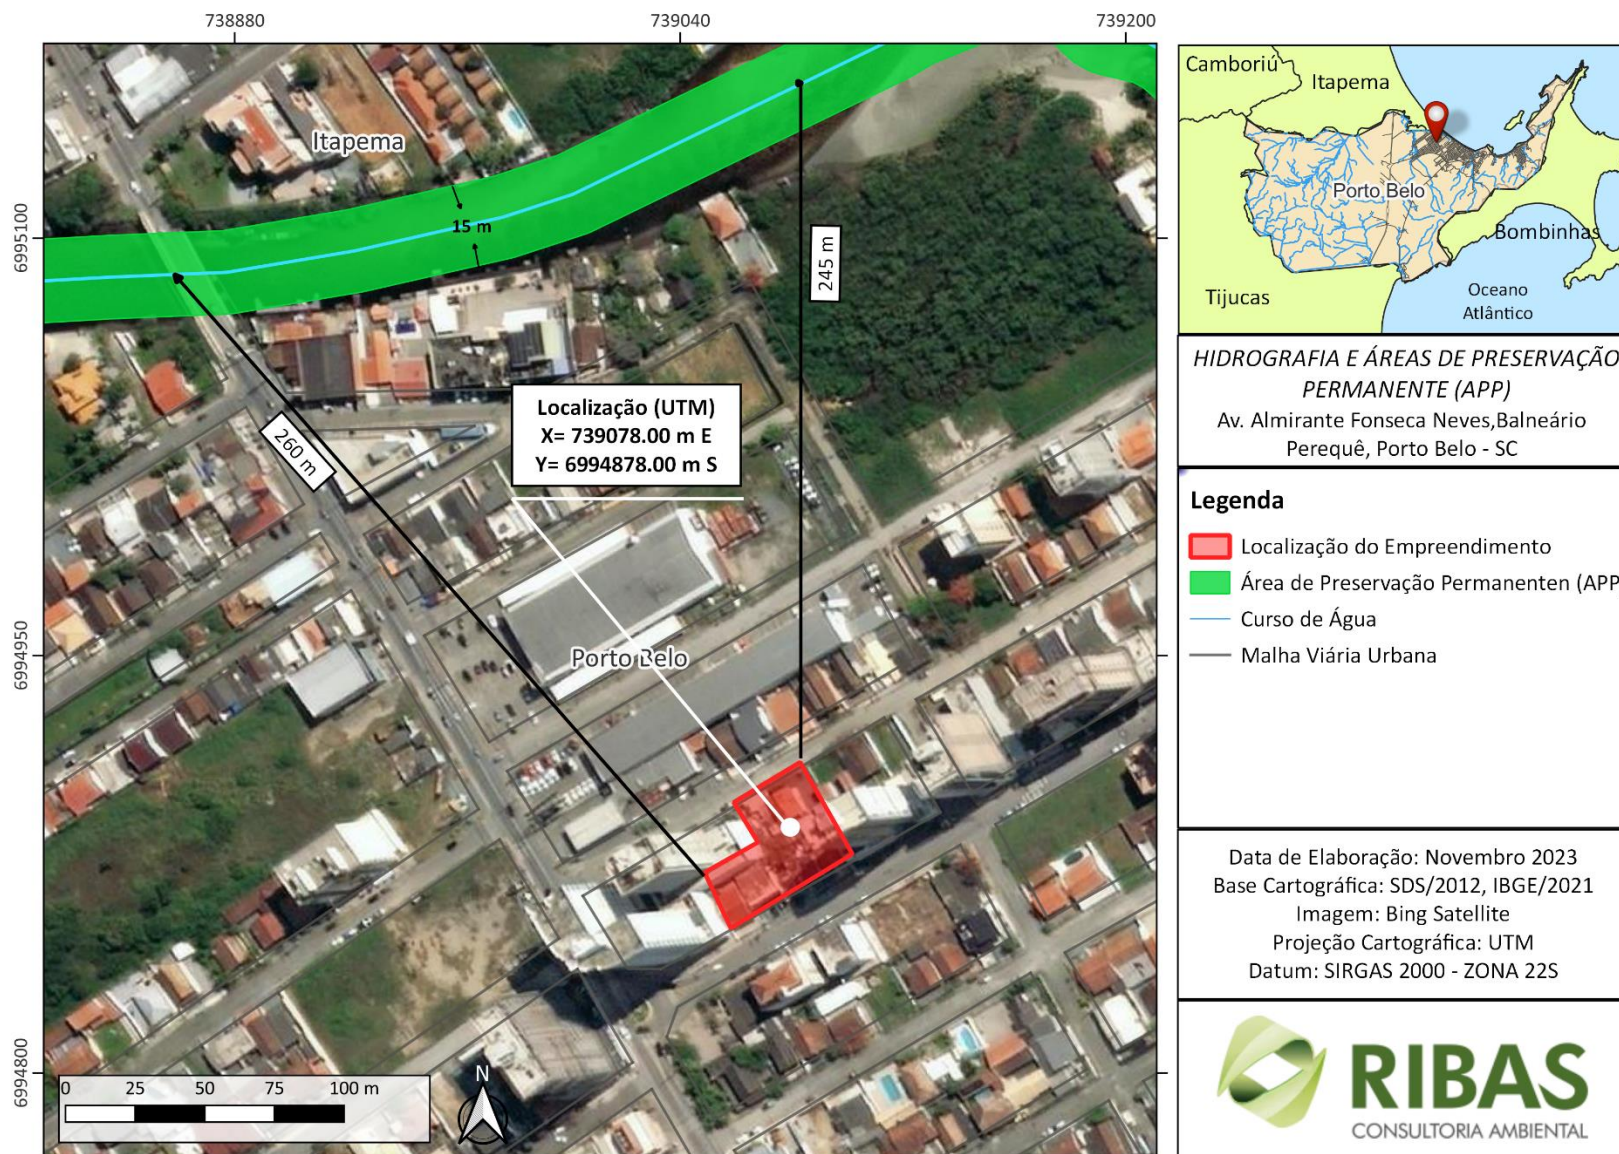 738880
739040
739200
6995100
6994950
6994800
Itapema
15 m
245 m
260 m
Localização (UTM)
X= 739078.00 m E
Y= 6994878.00 m S
Porto Belo
0 25 50 75 100 m
N
Camboriú
Itapema
Porto Belo
Bombinhas
Tijucas
Oceano
Atlântico
HIDROGRAFIA E ÁREAS DE PRESERVAÇÃO
PERMANENTE (APP)
Av. Almirante Fonseca Neves,Balneário
Perequê, Porto Belo - SC
Legenda
Localização do Empreendimento
Área de Preservação Permanenten (APP
Curso de Água
Malha Viária Urbana
Data de Elaboração: Novembro 2023
Base Cartográfica: SDS/2012, IBGE/2021
Imagem: Bing Satellite
Projeção Cartográfica: UTM
Datum: SIRGAS 2000 - ZONA 22S
RIBAS
CONSULTORIA AMBIENTAL